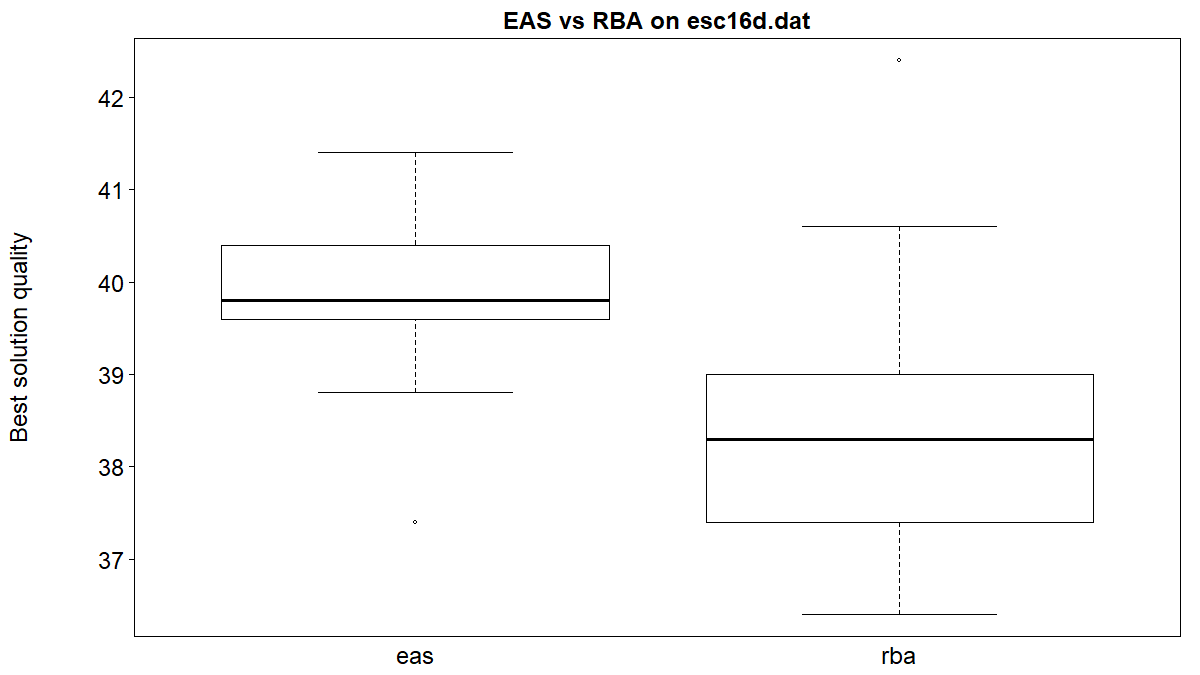 EAS vs RBA on esc16d.dat
Best solution quality
42
41
40
39
38
37
eas
rba